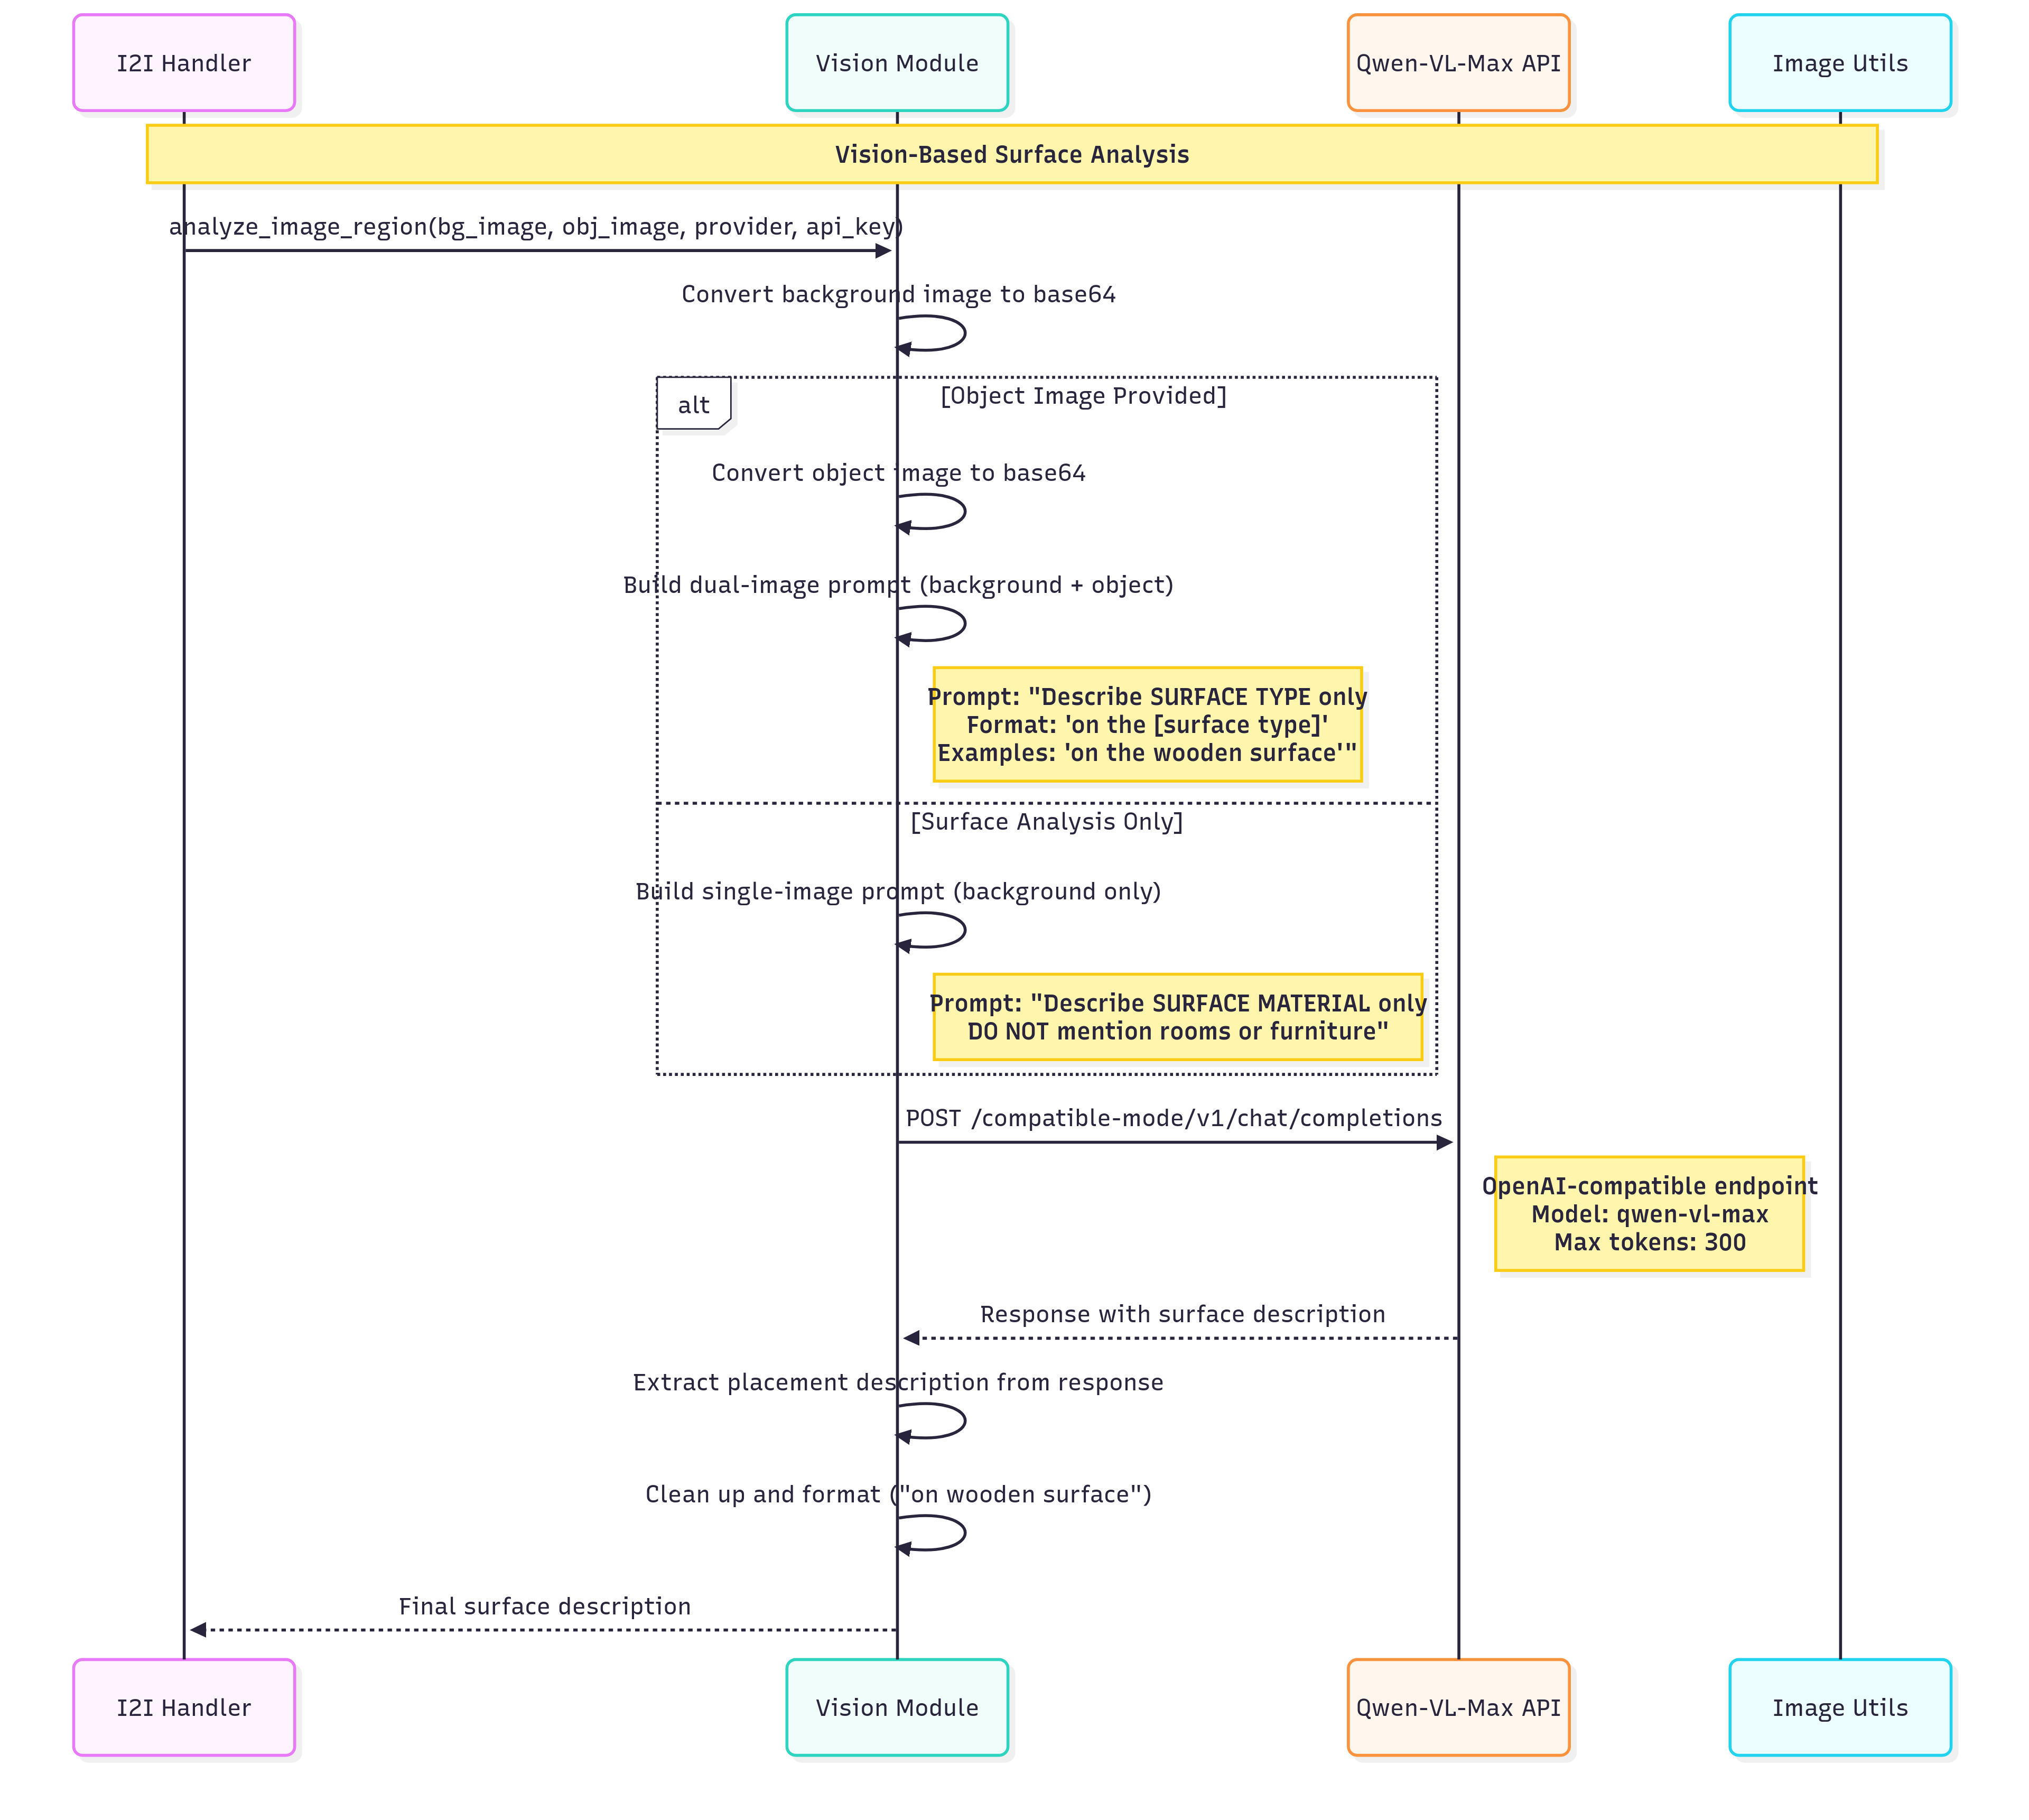 I2I Handler
Vision Module
Qwen-VL-Max API
Image Utils
Vision-Based Surface Analysis
analyze_image_region(bg_image, obj_image, provider, api_key)
Convert background image to base64
alt
[Object Image Provided]
Convert object image to base64
Build dual-image prompt (background + object)
Prompt: "Describe SURFACE TYPE only
Format: 'on the [surface type]'
Examples: 'on the wooden surface'"
[Surface Analysis Only]
Build single-image prompt (background only)
Prompt: "Describe SURFACE MATERIAL only
DO NOT mention rooms or furniture"
POST /compatible-mode/v1/chat/completions
OpenAI-compatible endpoint
Model: qwen-vl-max
Max tokens: 300
Response with surface description
Extract placement description from response
Clean up and format ("on wooden surface")
Final surface description
I2I Handler
Vision Module
Qwen-VL-Max API
Image Utils